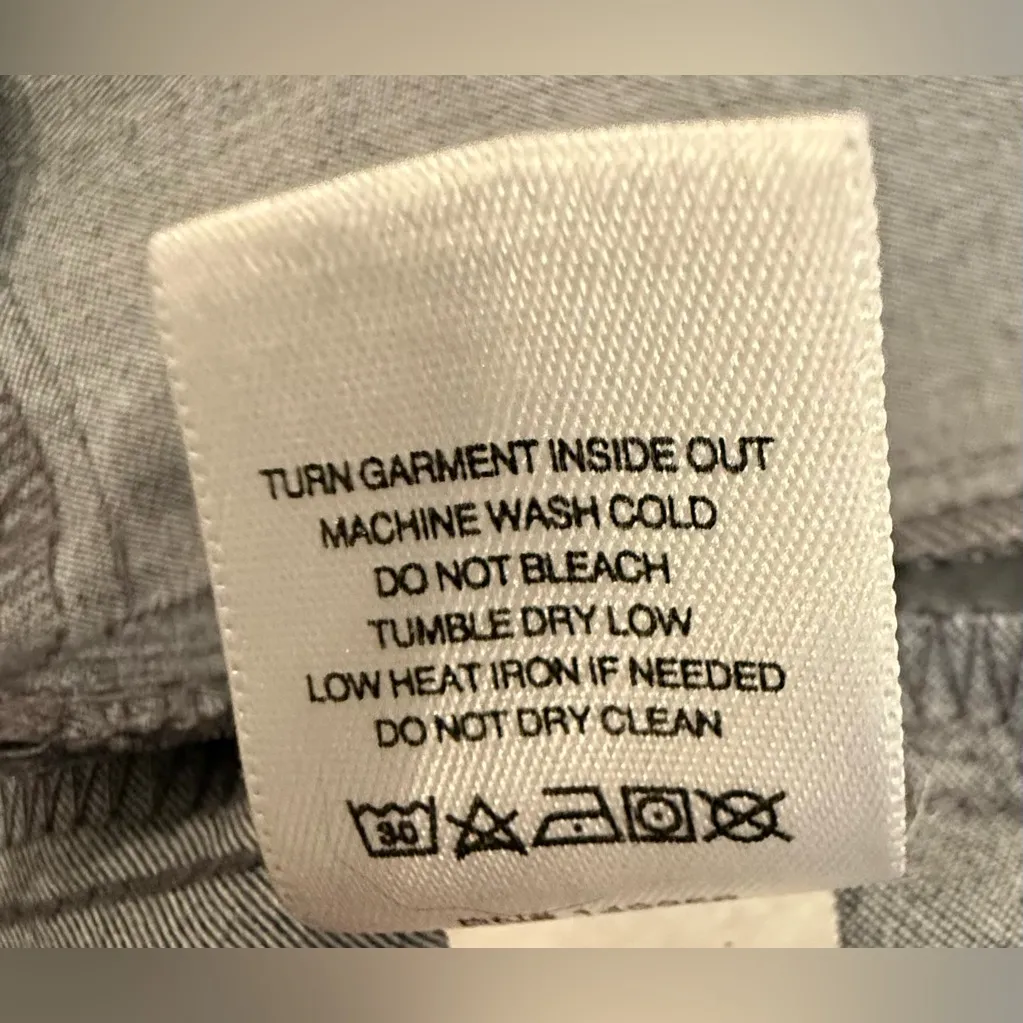 TURN GARMENT INSIDE OUT
MACHINE WASH COLD
DO NOT BLEACH
TUMBLE DRY LOW
LOW HEAT IRON IF NEEDED
DO NOT DRY CLEAN
30